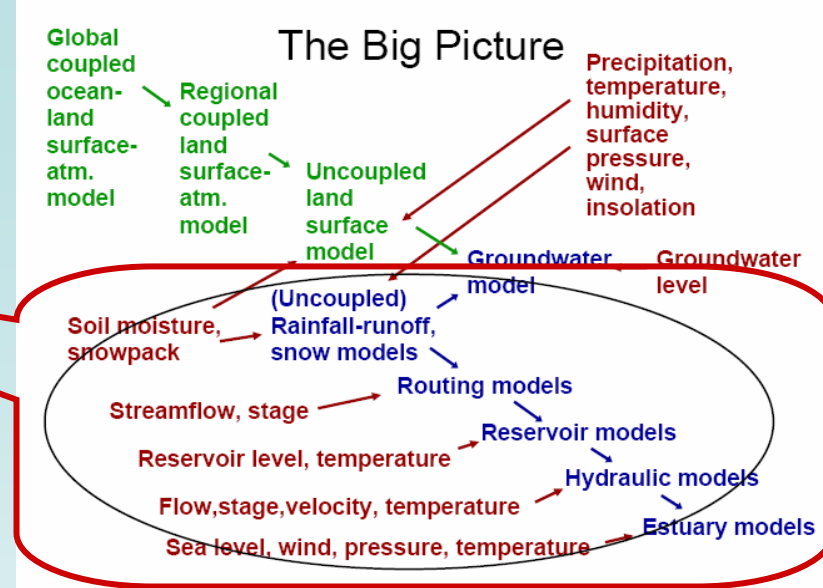 The Big Picture
Global
coupled
ocean-
land
surface-
atm.
model
Regional
coupled
land
surface-
atm.
model
Uncoupled
land
surface
model
Precipitation,
temperature,
humidity,
surface
pressure,
wind,
insolation
Groundwater
model
Groundwater
level
(Uncoupled)
Rainfall-runoff,
snow models
Soil moisture,
snowpack
Routing models
Streamflow, stage
Reservoir models
Reservoir level, temperature
Hydraulic models
Flow,stage,velocity, temperature
Estuary models
Sea level, wind, pressure, temperature